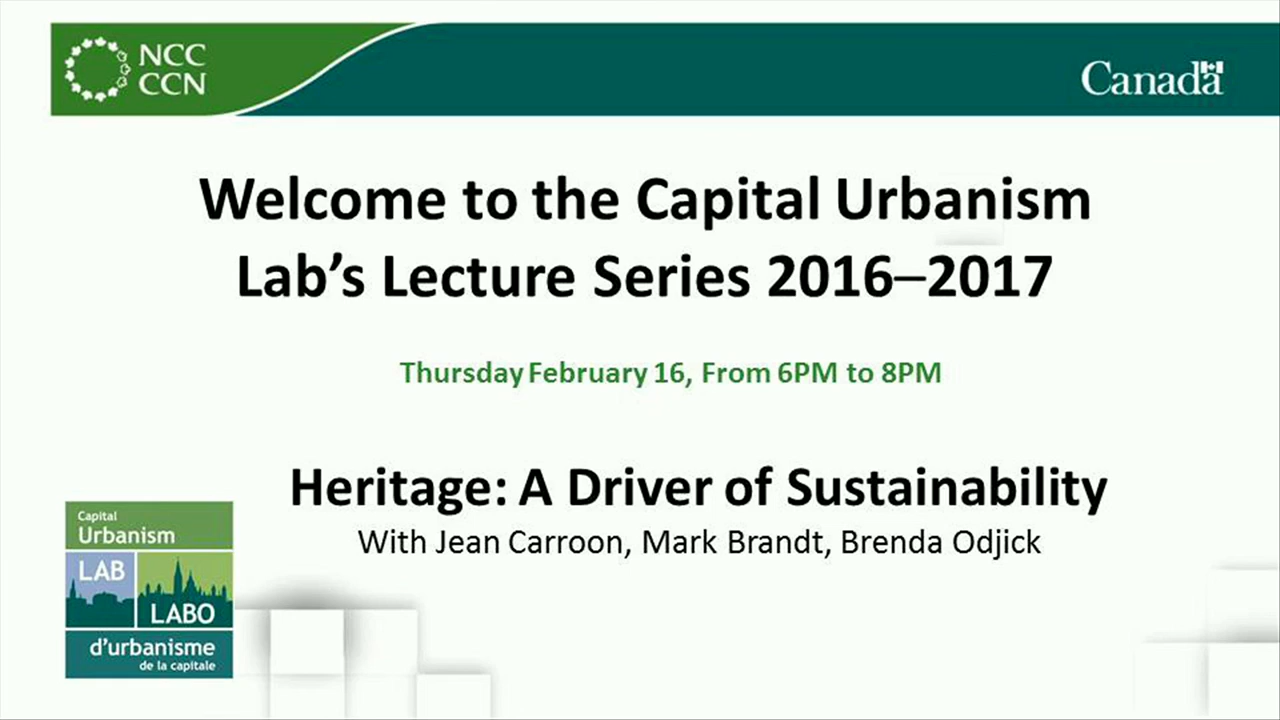 NCC
CCN
Canada
Welcome to the Capital Urbanism
Lab’s Lecture Series 2016–2017
Thursday February 16, From 6PM to 8PM
Heritage: A Driver of Sustainability
With Jean Carroon, Mark Brandt, Brenda Odjick
Capital
Urbanism
LAB
LABO
d’urbanisme
de la capitale